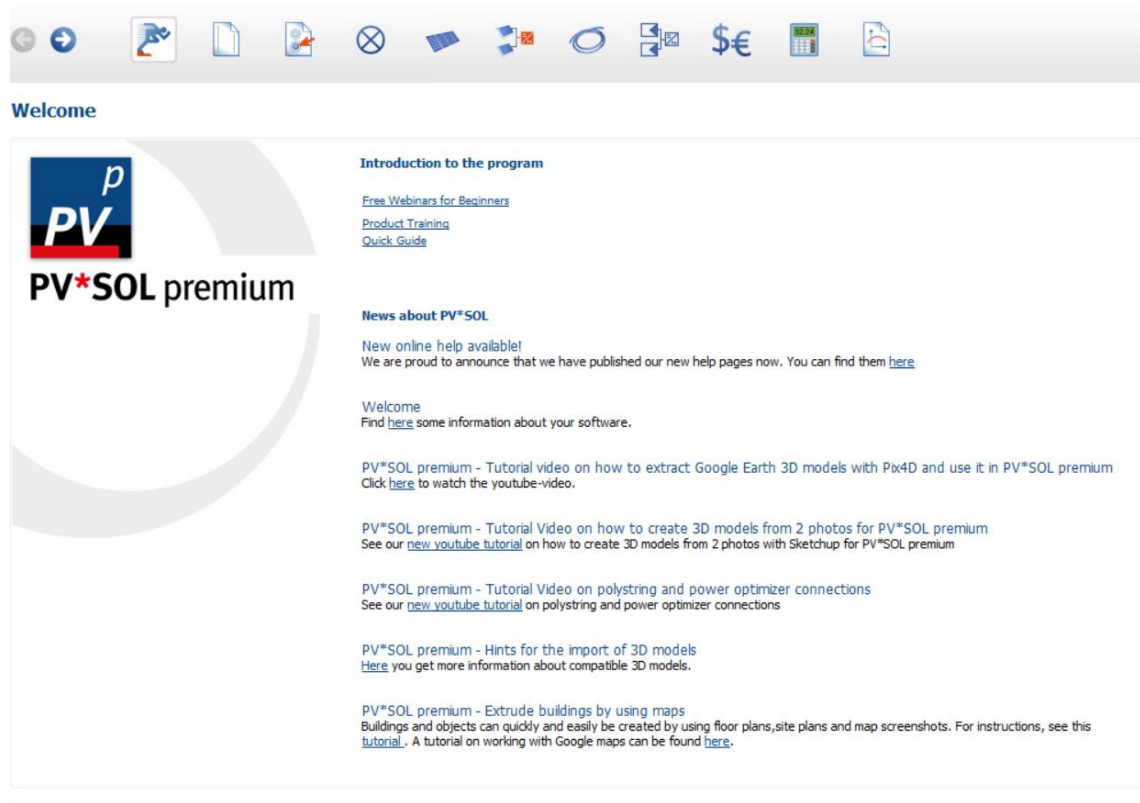 $€
32.24
Welcome
p
PV
PV*SOL premium
Introduction to the program
Free Webinars for Beginners
Product Training
Quick Guide
News about PV*SOL
New online help available!
We are proud to announce that we have published our new help pages now. You can find them here
Welcome
Find here some information about your software.
PV*SOL premium - Tutorial video on how to extract Google Earth 3D models with Pix4D and use it in PV*SOL premium
Click here to watch the youtube-video.
PV*SOL premium - Tutorial Video on how to create 3D models from 2 photos for PV*SOL premium
See our new youtube tutorial on how to create 3D models from 2 photos with Sketchup for PV*SOL premium
PV*SOL premium - Tutorial Video on polystring and power optimizer connections
See our new youtube tutorial on polystring and power optimizer connections
PV*SOL premium - Hints for the import of 3D models
Here you get more information about compatible 3D models.
PV*SOL premium - Extrude buildings by using maps
Buildings and objects can quickly and easily be created by using floor plans,site plans and map screenshots. For instructions, see this
tutorial . A tutorial on working with Google maps can be found here.